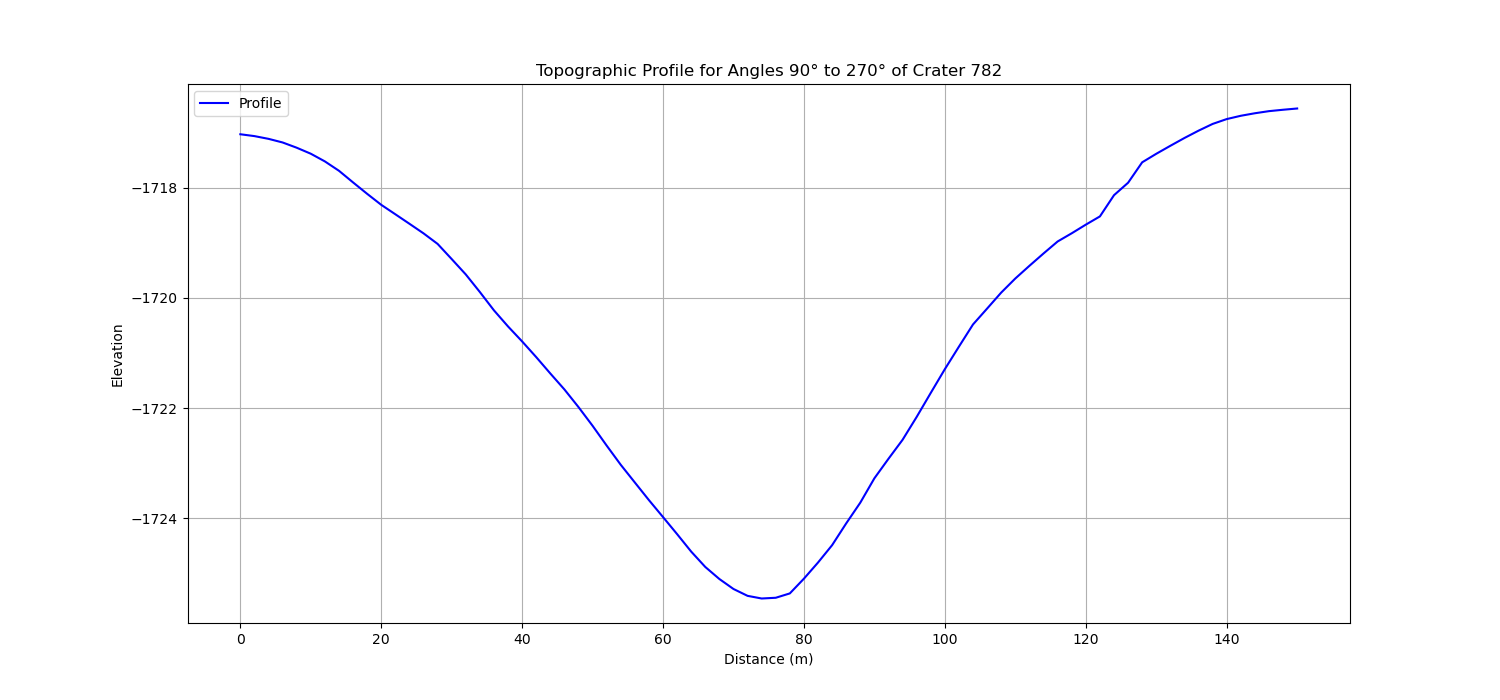 Topographic Profile for Angles 90° to 270° of Crater 782
Profile
−1718
−1720
−1722
−1724
Elevation
0 20 40 60 80 100 120 140
Distance (m)